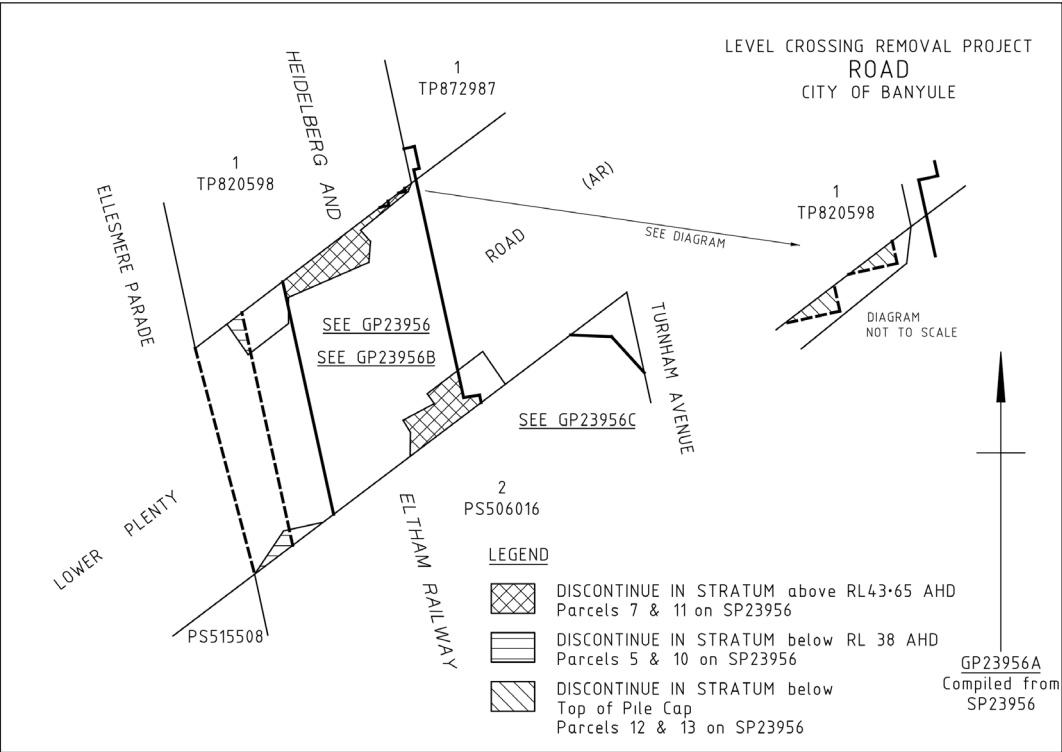 LEVEL CROSSING REMOVAL PROJECT
ROAD
CITY OF BANYULE
1
TP872987
HEIDELBERG AND
1
TP820598
(AR)
1
TP820598
SEE DIAGRAM
ROAD
ELLESMERE PARADE
DIAGRAM
NOT TO SCALE
SEE GP23956
SEE GP23956B
TURNHAM AVENUE
SEE GP23956C
2
PS506016
LOWER PLENTY
ELTHAM RAILWAY
PS515508
LEGEND
DISCONTINUE IN STRATUM above RL43·65 AHD
Parcels 7 & 11 on SP23956
DISCONTINUE IN STRATUM below RL 38 AHD
Parcels 5 & 10 on SP23956
DISCONTINUE IN STRATUM below
Top of Pile Cap
Parcels 12 & 13 on SP23956
GP23956A
Compiled from
SP23956